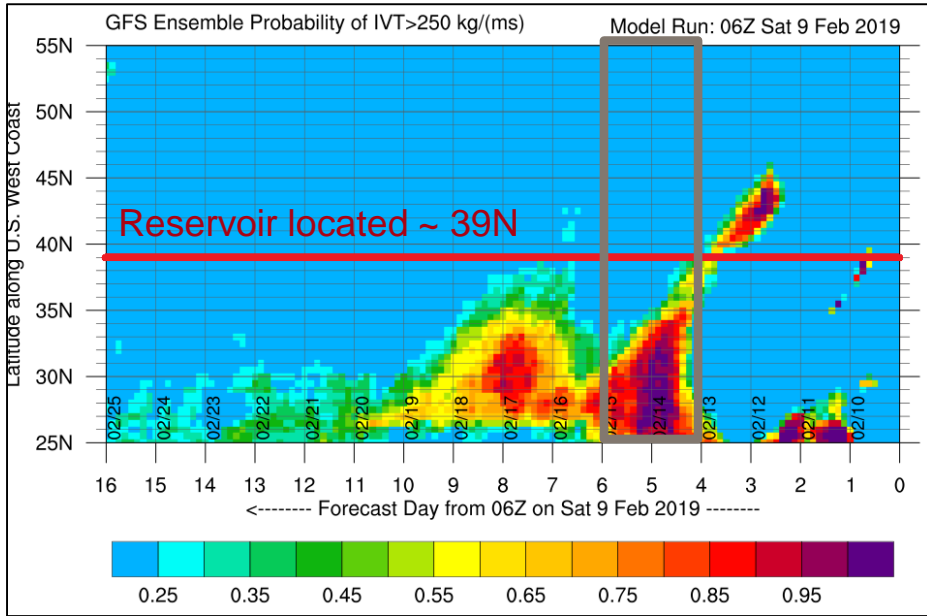 GFS Ensemble Probability of IVT>250 kg/(ms) Model Run: 06Z Sat 9 Feb 2019
Latitude along U.S. West Coast
55N
50N
45N
40N
35N
30N
25N
Reservoir located ~ 39N
02/25 02/24 02/23 02/22 02/21 02/20 02/19 02/18 02/17 02/16 02/15 02/14 02/13 02/12 02/11 02/10
16 15 14 13 12 11 10 9 8 7 6 5 4 3 2 1 0
<-------- Forecast Day from 06Z on Sat 9 Feb 2019 --------
0.25 0.35 0.45 0.55 0.65 0.75 0.85 0.95